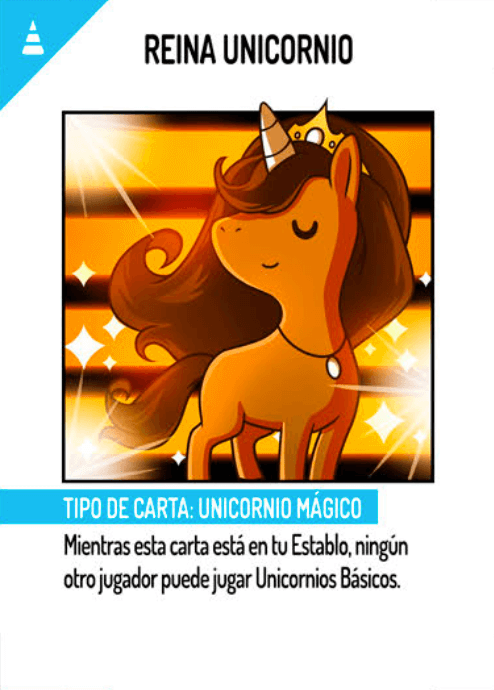 REINA UNICORNIO
TIPO DE CARTA: UNICORNIO MÁGICO
Mientras esta carta está en tu Establo, ningún
otro jugador puede jugar Unicornios Básicos.